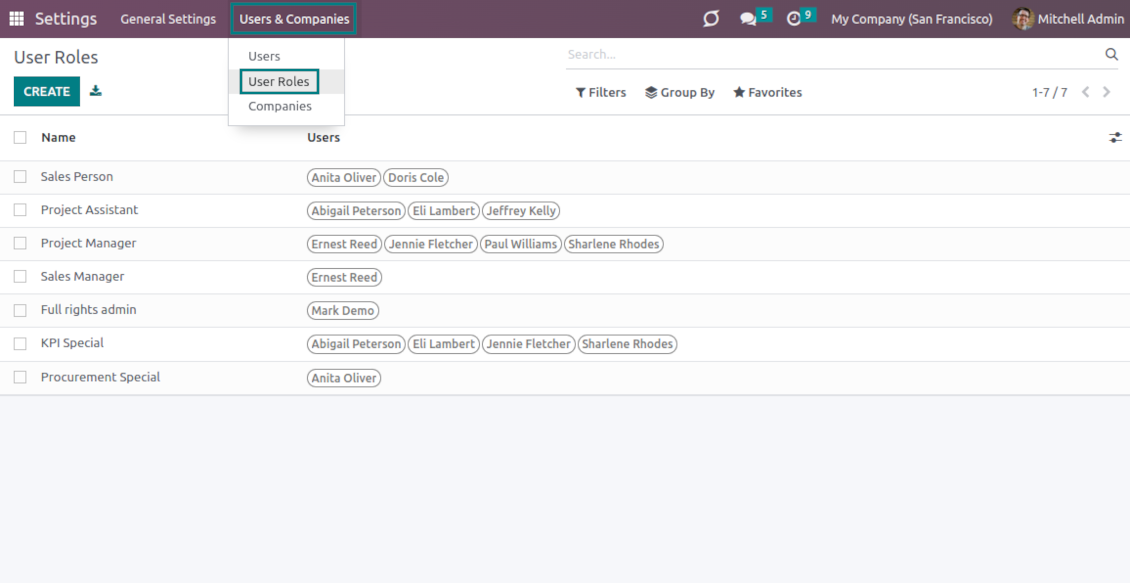 Settings General Settings Users & Companies 5 9 My Company (San Francisco) Mitchell Admin
User Roles Search...
Users
User Roles
Companies
CREATE Filters Group By Favorites 1-7 / 7
Name Users
Sales Person Anita Oliver Doris Cole
Project Assistant Abigail Peterson Eli Lambert Jeffrey Kelly
Project Manager Ernest Reed Jennie Fletcher Paul Williams Sharlene Rhodes
Sales Manager Ernest Reed
Full rights admin Mark Demo
KPI Special Abigail Peterson Eli Lambert Jennie Fletcher Sharlene Rhodes
Procurement Special Anita Oliver